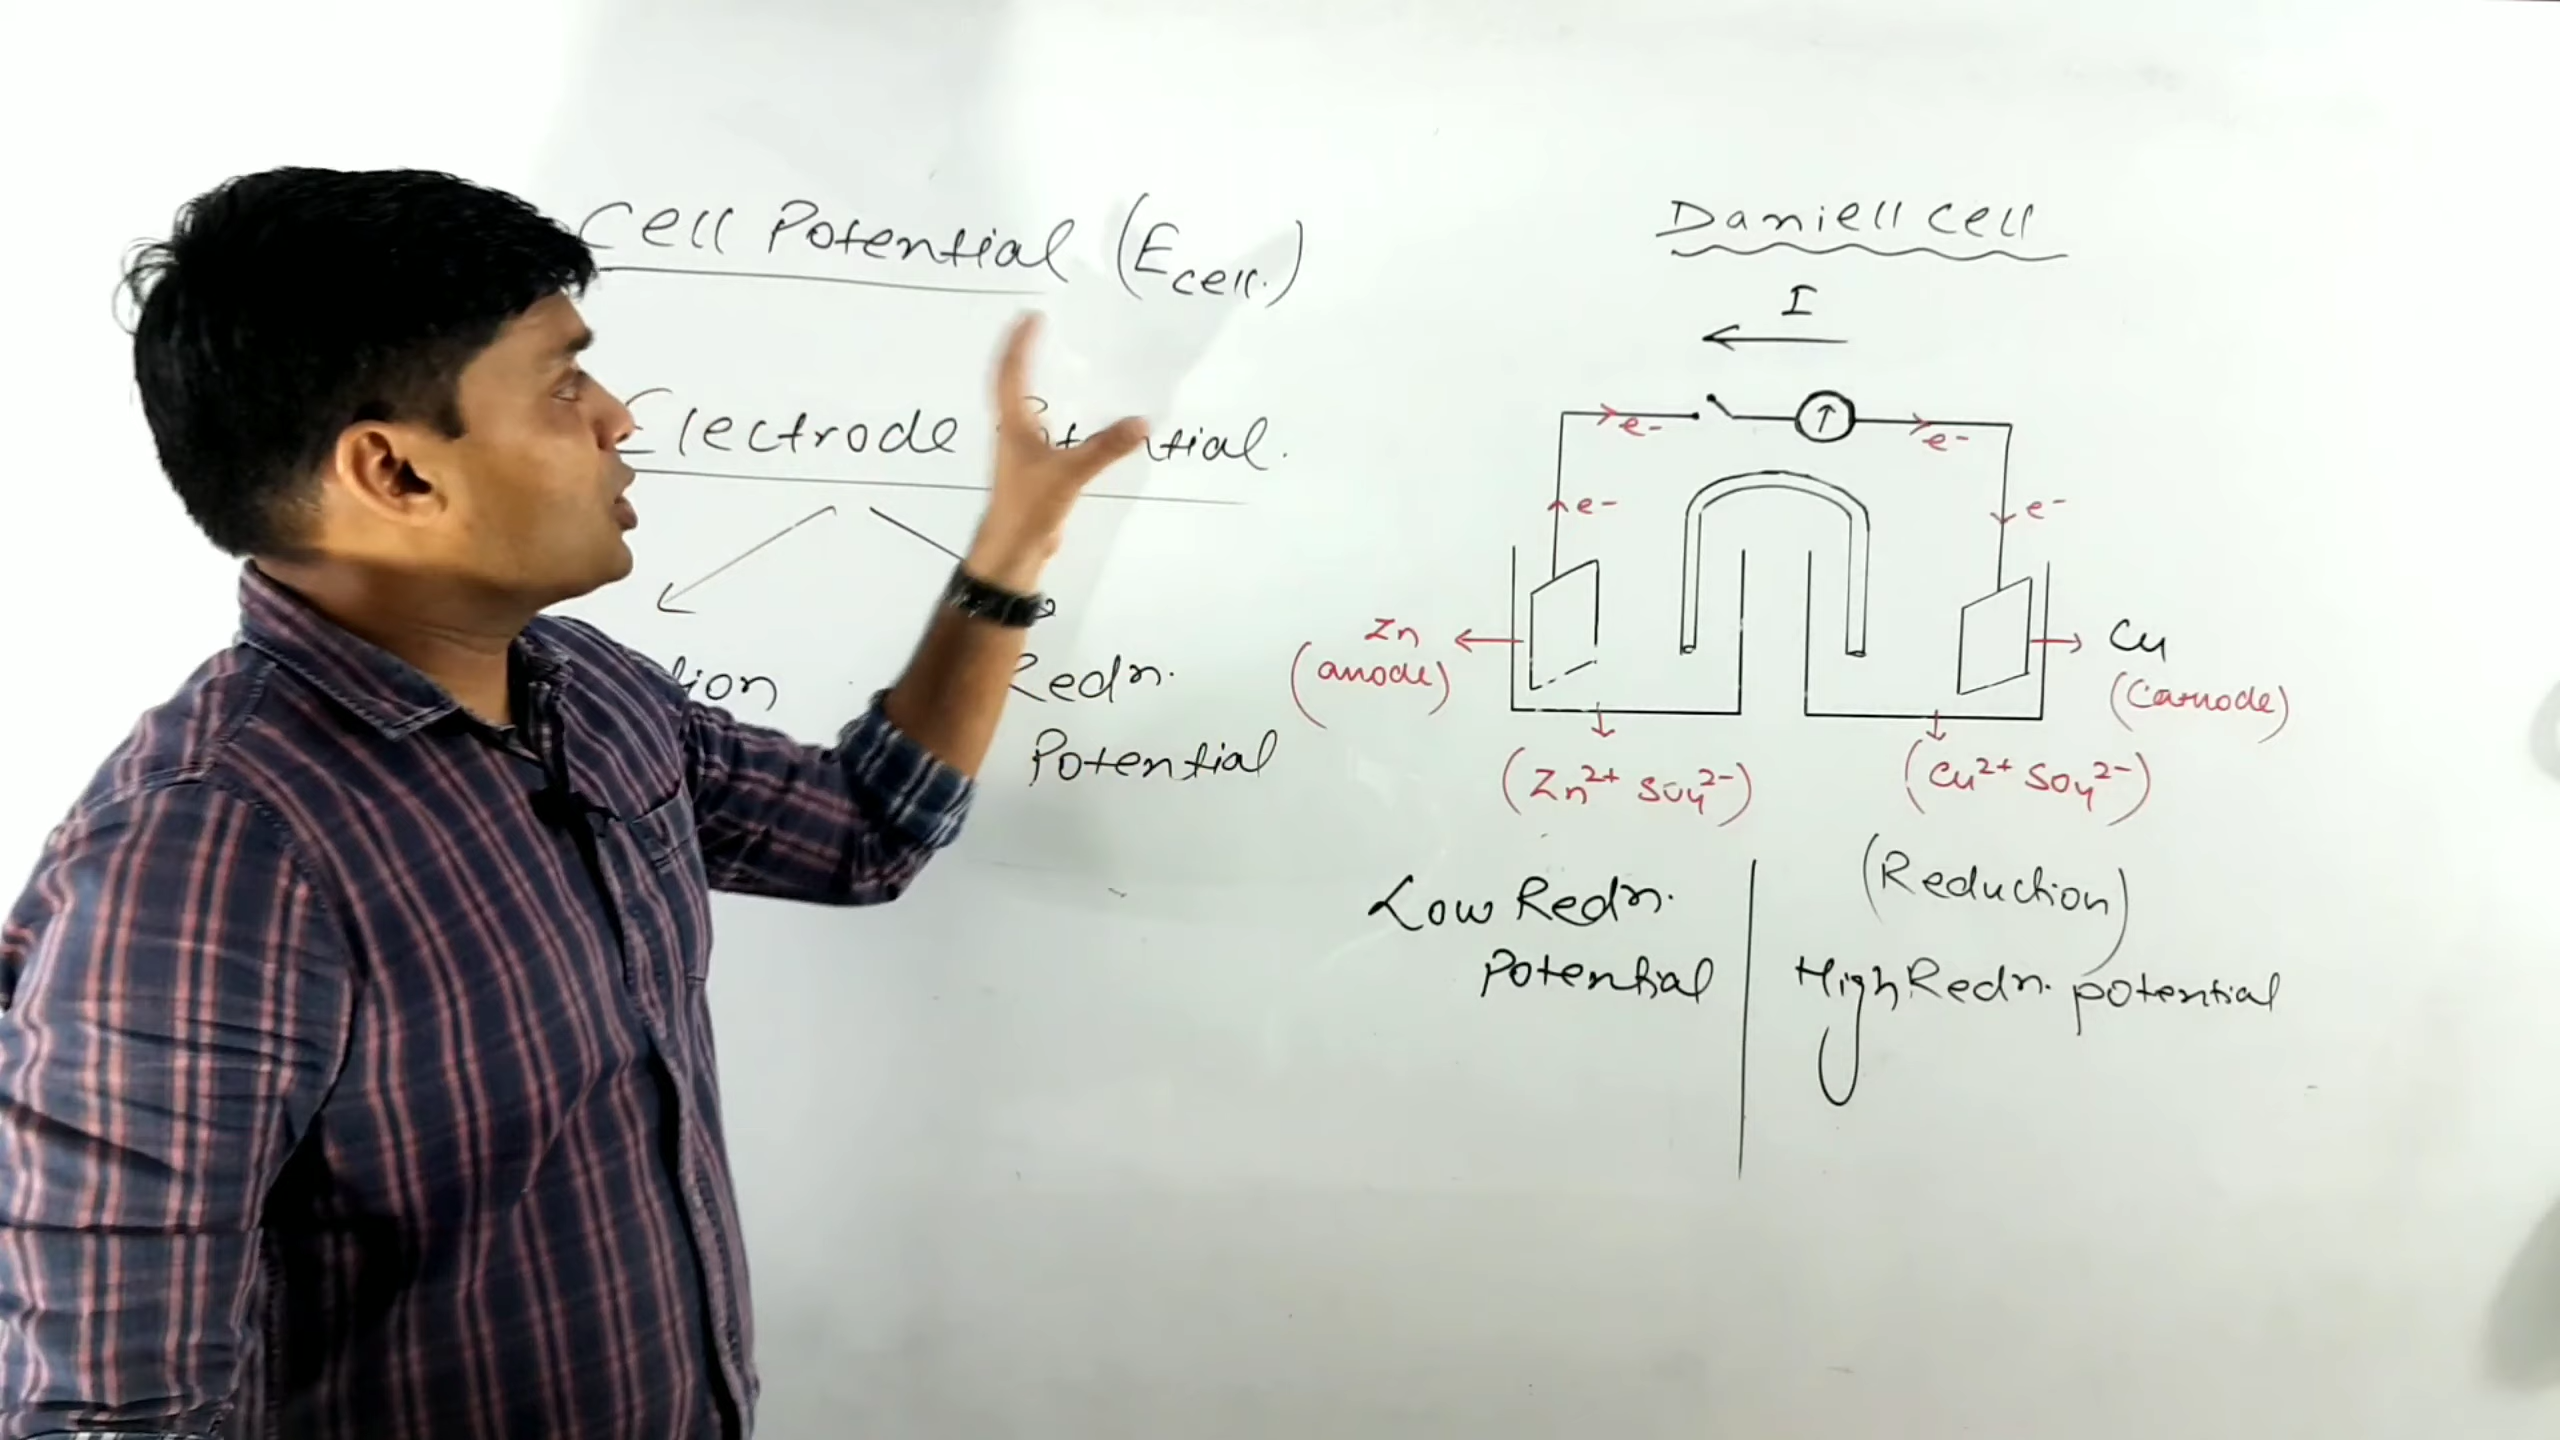 Cell Potential (Ecell.)
Electrode Potential.
Redn.
Potential
Daniell cell
I
e-
e-
e-
e-
Zn
(anode)
Cu
(Cathode)
(Zn2+ SO42-)
(Cu2+ SO42-)
Low Redn.
Potential
(Reduction)
High Redn. potential